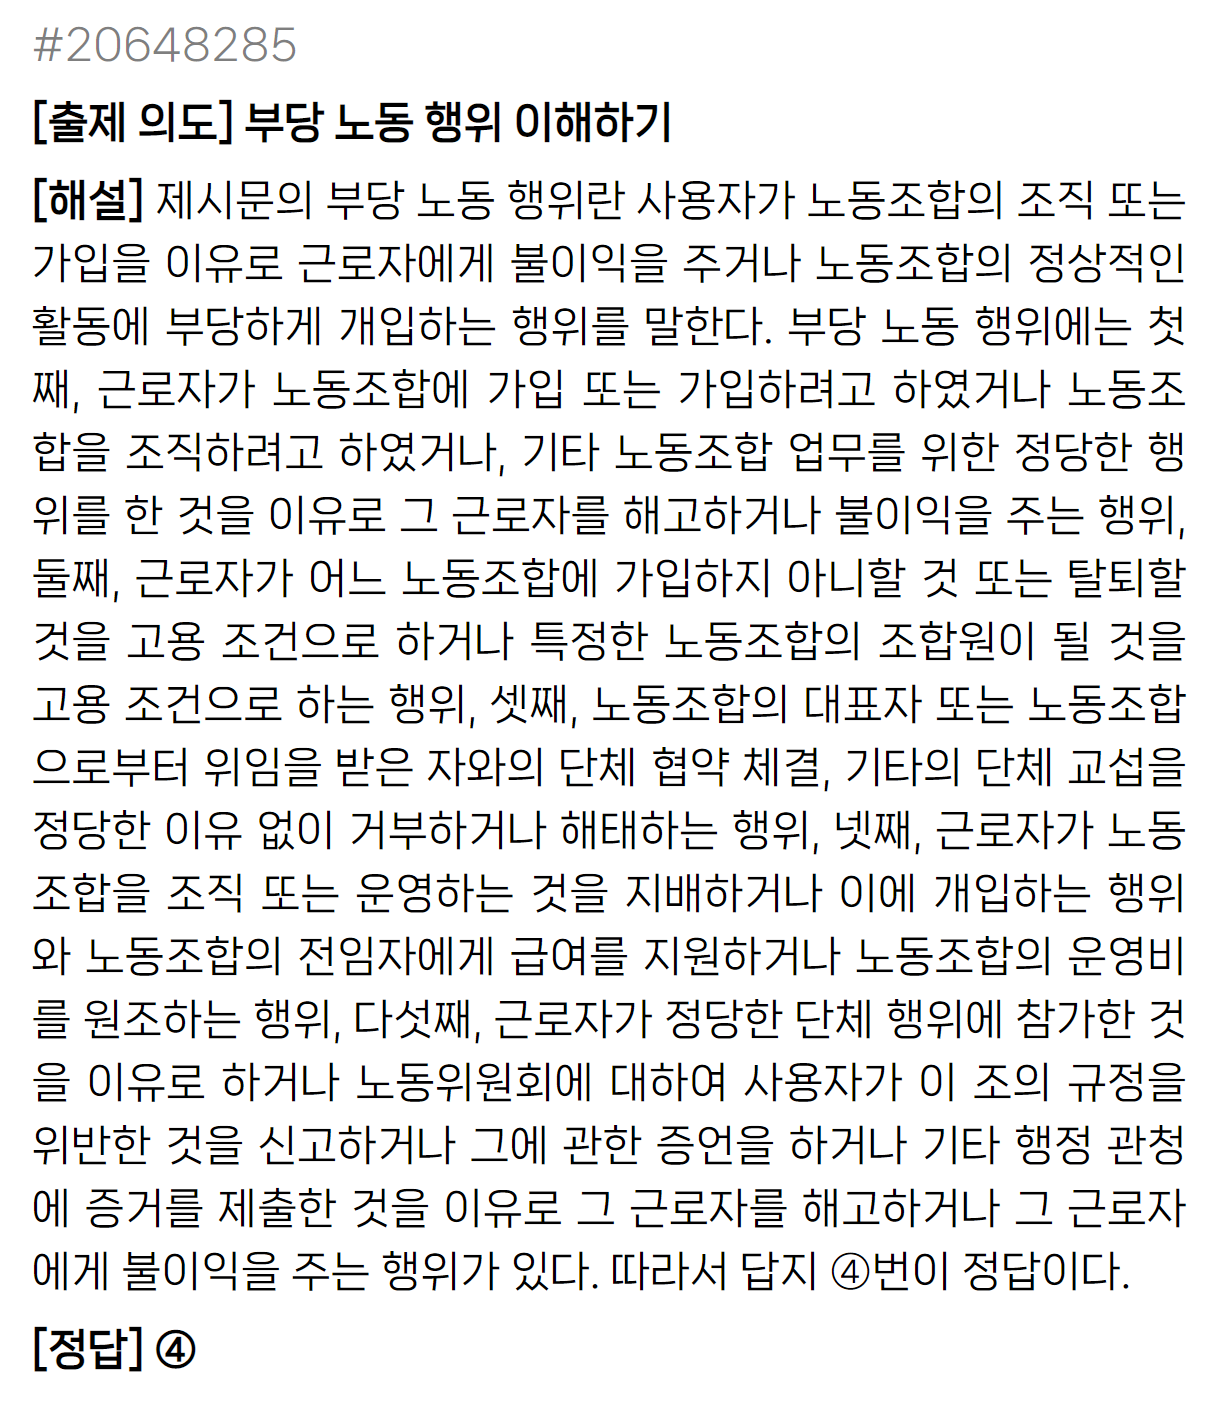 #20648285
[출제 의도] 부당 노동 행위 이해하기
[해설] 제시문의 부당 노동 행위란 사용자가 노동조합의 조직 또는
가입을 이유로 근로자에게 불이익을 주거나 노동조합의 정상적인
활동에 부당하게 개입하는 행위를 말한다. 부당 노동 행위에는 첫
째, 근로자가 노동조합에 가입 또는 가입하려고 하였거나 노동조
합을 조직하려고 하였거나, 기타 노동조합 업무를 위한 정당한 행
위를 한 것을 이유로 그 근로자를 해고하거나 불이익을 주는 행위,
둘째, 근로자가 어느 노동조합에 가입하지 아니할 것 또는 탈퇴할
것을 고용 조건으로 하거나 특정한 노동조합의 조합원이 될 것을
고용 조건으로 하는 행위, 셋째, 노동조합의 대표자 또는 노동조합
으로부터 위임을 받은 자와의 단체 협약 체결, 기타의 단체 교섭을
정당한 이유 없이 거부하거나 해태하는 행위, 넷째, 근로자가 노동
조합을 조직 또는 운영하는 것을 지배하거나 이에 개입하는 행위
와 노동조합의 전임자에게 급여를 지원하거나 노동조합의 운영비
를 원조하는 행위, 다섯째, 근로자가 정당한 단체 행위에 참가한 것
을 이유로 하거나 노동위원회에 대하여 사용자가 이 조의 규정을
위반한 것을 신고하거나 그에 관한 증언을 하거나 기타 행정 관청
에 증거를 제출한 것을 이유로 그 근로자를 해고하거나 그 근로자
에게 불이익을 주는 행위가 있다. 따라서 답지 ④번이 정답이다.
[정답] ④